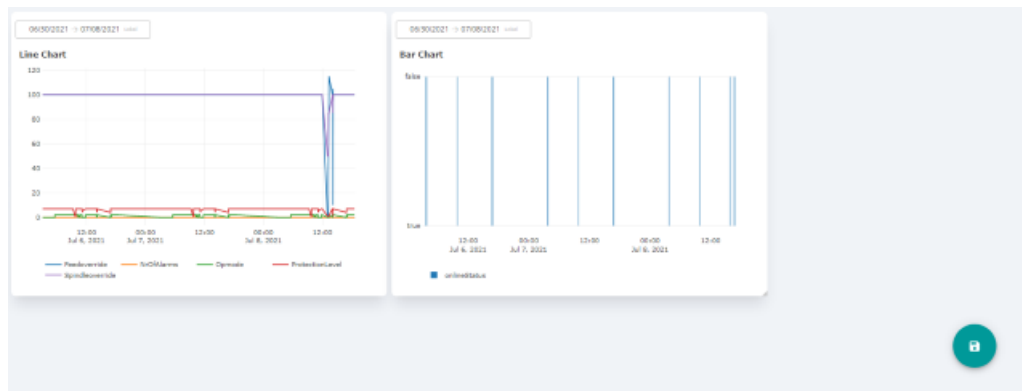 06/30/2021 → 07/08/2021
Line Chart
120
100
80
60
40
20
0
12:00
Jul 6, 2021
00:00
Jul 7, 2021
12:00
00:00
Jul 8, 2021
12:00
Feedoverride
NrOfAlarms
Opmode
ProtectionLevel
Spindleoverride
06/30/2021 → 07/08/2021
Bar Chart
false
true
12:00
Jul 6, 2021
00:00
Jul 7, 2021
12:00
00:00
Jul 8, 2021
12:00
onlineStatus